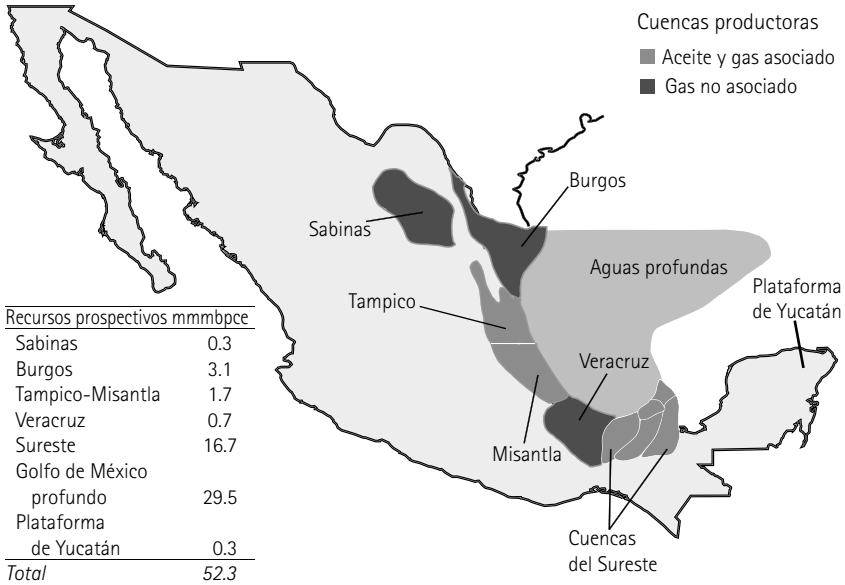 Cuencas productoras
Aceite y gas asociado
Gas no asociado
Burgos
Sabinas
Aguas profundas
Tampico
Plataforma
de Yucatán
Veracruz
Misantla
Cuencas
del Sureste
Recursos prospectivos mmmbpce
Sabinas 0.3
Burgos 3.1
Tampico-Misantla 1.7
Veracruz 0.7
Sureste 16.7
Golfo de México
profundo 29.5
Plataforma
de Yucatán 0.3
Total 52.3